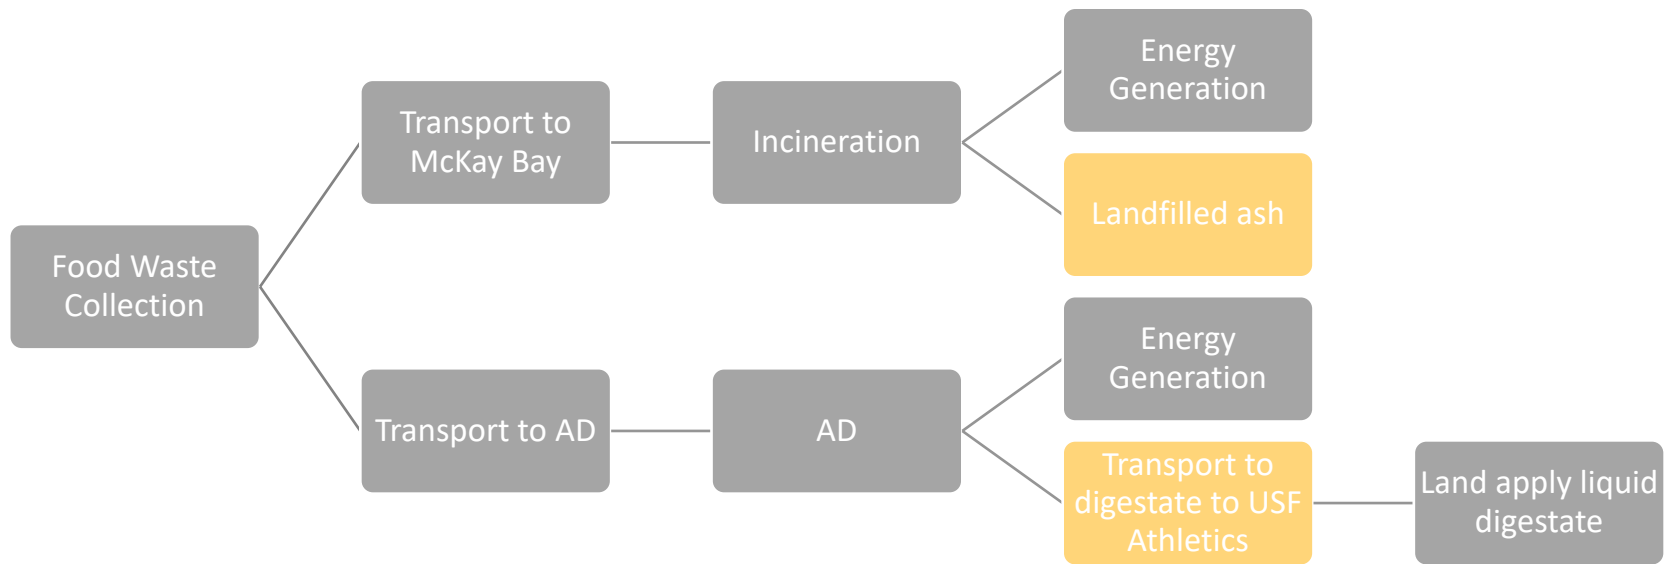 Food Waste
Collection
Transport to
McKay Bay
Incineration
Energy
Generation
Landfilled ash
Transport to AD
AD
Energy
Generation
Transport to
digestate to USF
Athletics
Land apply liquid
digestate